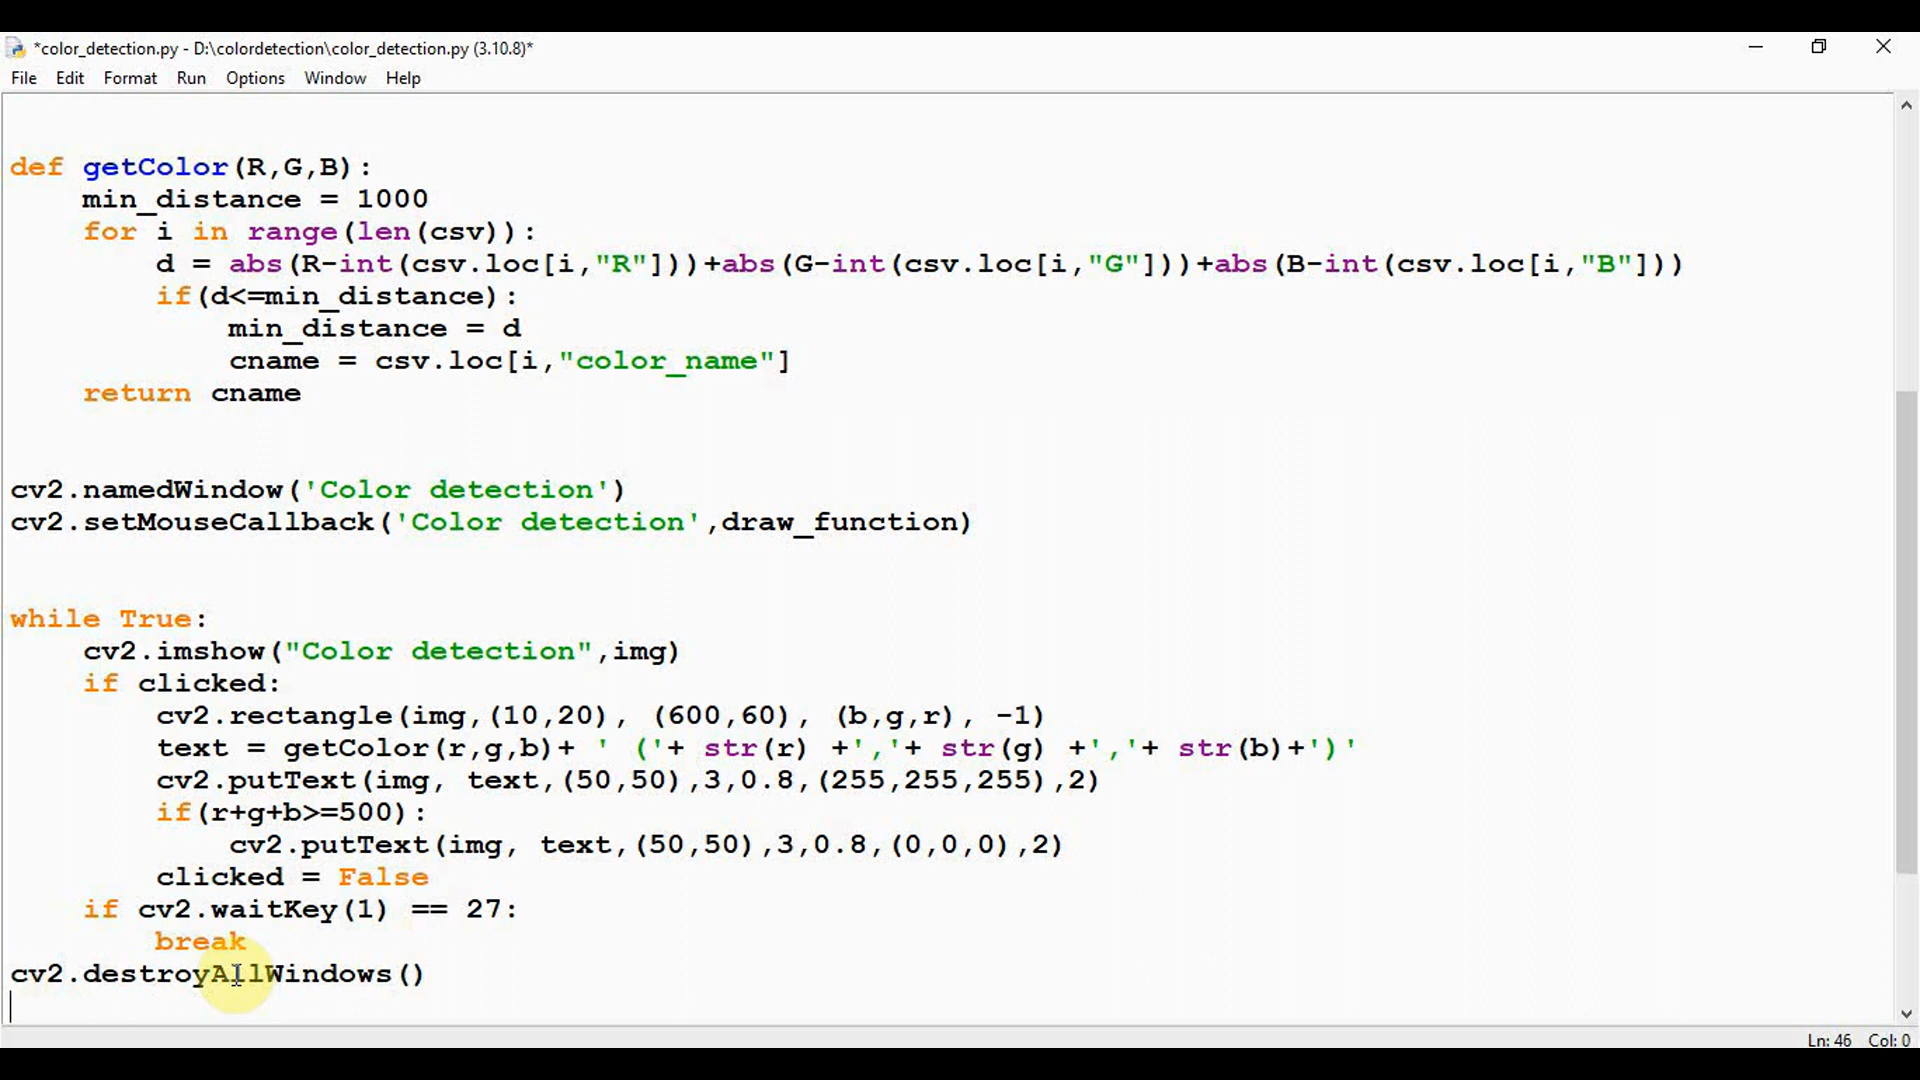 *color_detection.py - D:\colordetection\color_detection.py (3.10.8)*
File Edit Format Run Options Window Help
def getColor(R,G,B):
    min_distance = 1000
    for i in range(len(csv)):
        d = abs(R-int(csv.loc[i,"R"]))+abs(G-int(csv.loc[i,"G"]))+abs(B-int(csv.loc[i,"B"]))
        if(d<=min_distance):
            min_distance = d
            cname = csv.loc[i,"color_name"]
    return cname
cv2.namedWindow('Color detection')
cv2.setMouseCallback('Color detection',draw_function)
while True:
    cv2.imshow("Color detection",img)
    if clicked:
        cv2.rectangle(img,(10,20), (600,60), (b,g,r), -1)
        text = getColor(r,g,b)+ ' ('+ str(r) +','+ str(g) +','+ str(b)+')'
        cv2.putText(img, text,(50,50),3,0.8,(255,255,255),2)
        if(r+g+b>=500):
            cv2.putText(img, text,(50,50),3,0.8,(0,0,0),2)
        clicked = False
    if cv2.waitKey(1) == 27:
        break
cv2.destroyAllWindows()
Ln: 46 Col: 0